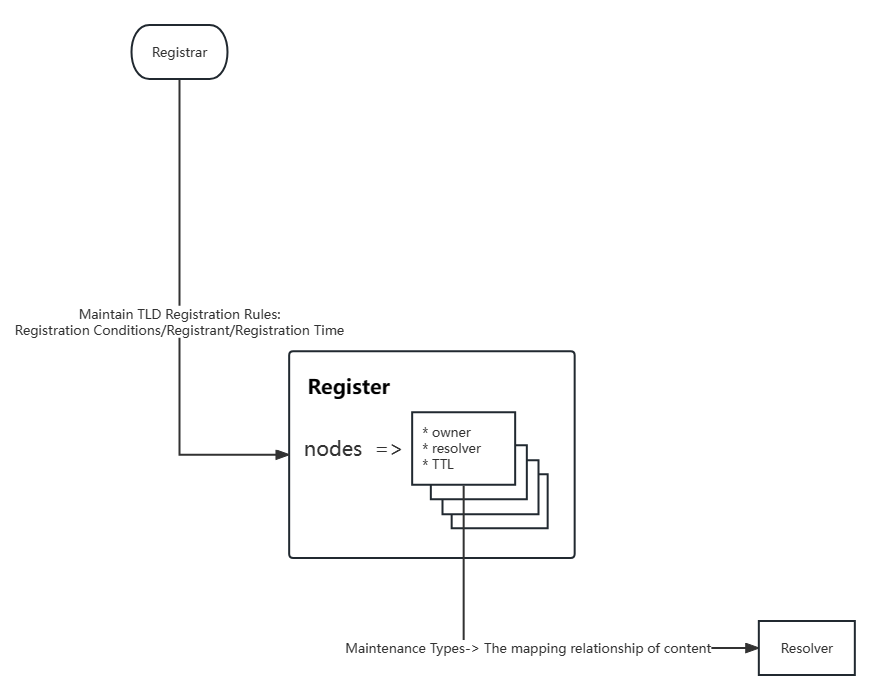 Registrar
Maintain TLD Registration Rules:
Registration Conditions/Registrant/Registration Time
Register
nodes =>
* owner
* resolver
* TTL
Maintenance Types-> The mapping relationship of content
Resolver